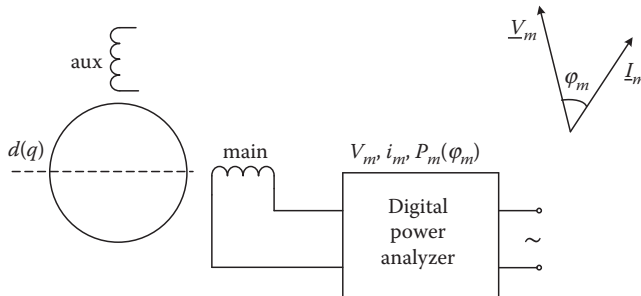 aux
d(q)
main
V_m, i_m, P_m(φ_m)
Digital
power
analyzer
~
V_m
φ_m
I_m